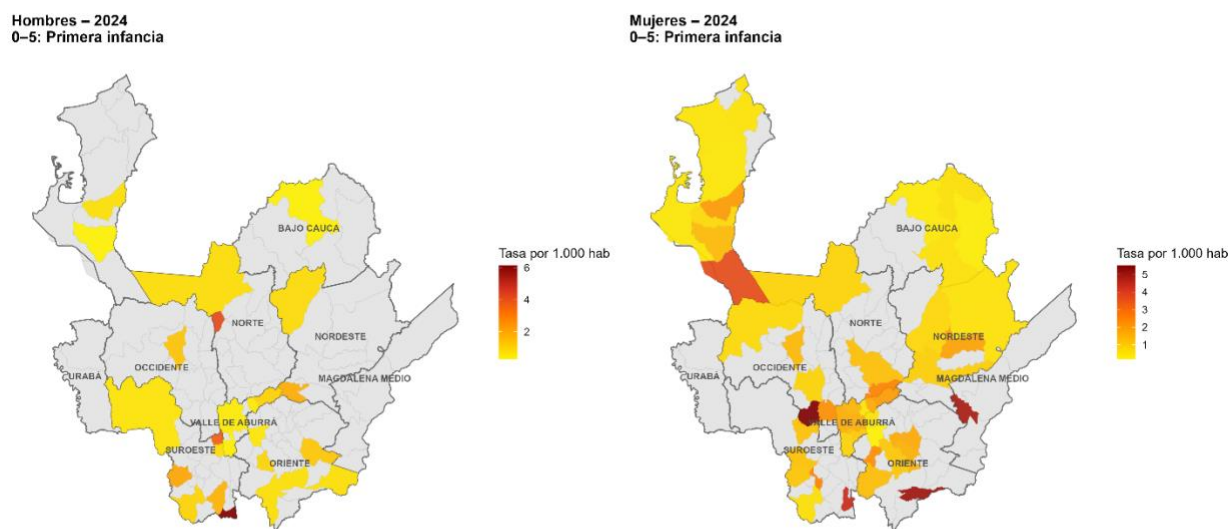 Hombres – 2024
0–5: Primera infancia
BAJO CAUCA
NORTE
NORDESTE
OCCIDENTE
URABÁ
MAGDALENA MEDIO
VALLE DE ABURRÁ
SUROESTE
ORIENTE
Tasa por 1.000 hab
6
4
2
Mujeres – 2024
0–5: Primera infancia
BAJO CAUCA
NORTE
NORDESTE
OCCIDENTE
URABÁ
MAGDALENA MEDIO
VALLE DE ABURRÁ
SUROESTE
ORIENTE
Tasa por 1.000 hab
5
4
3
2
1